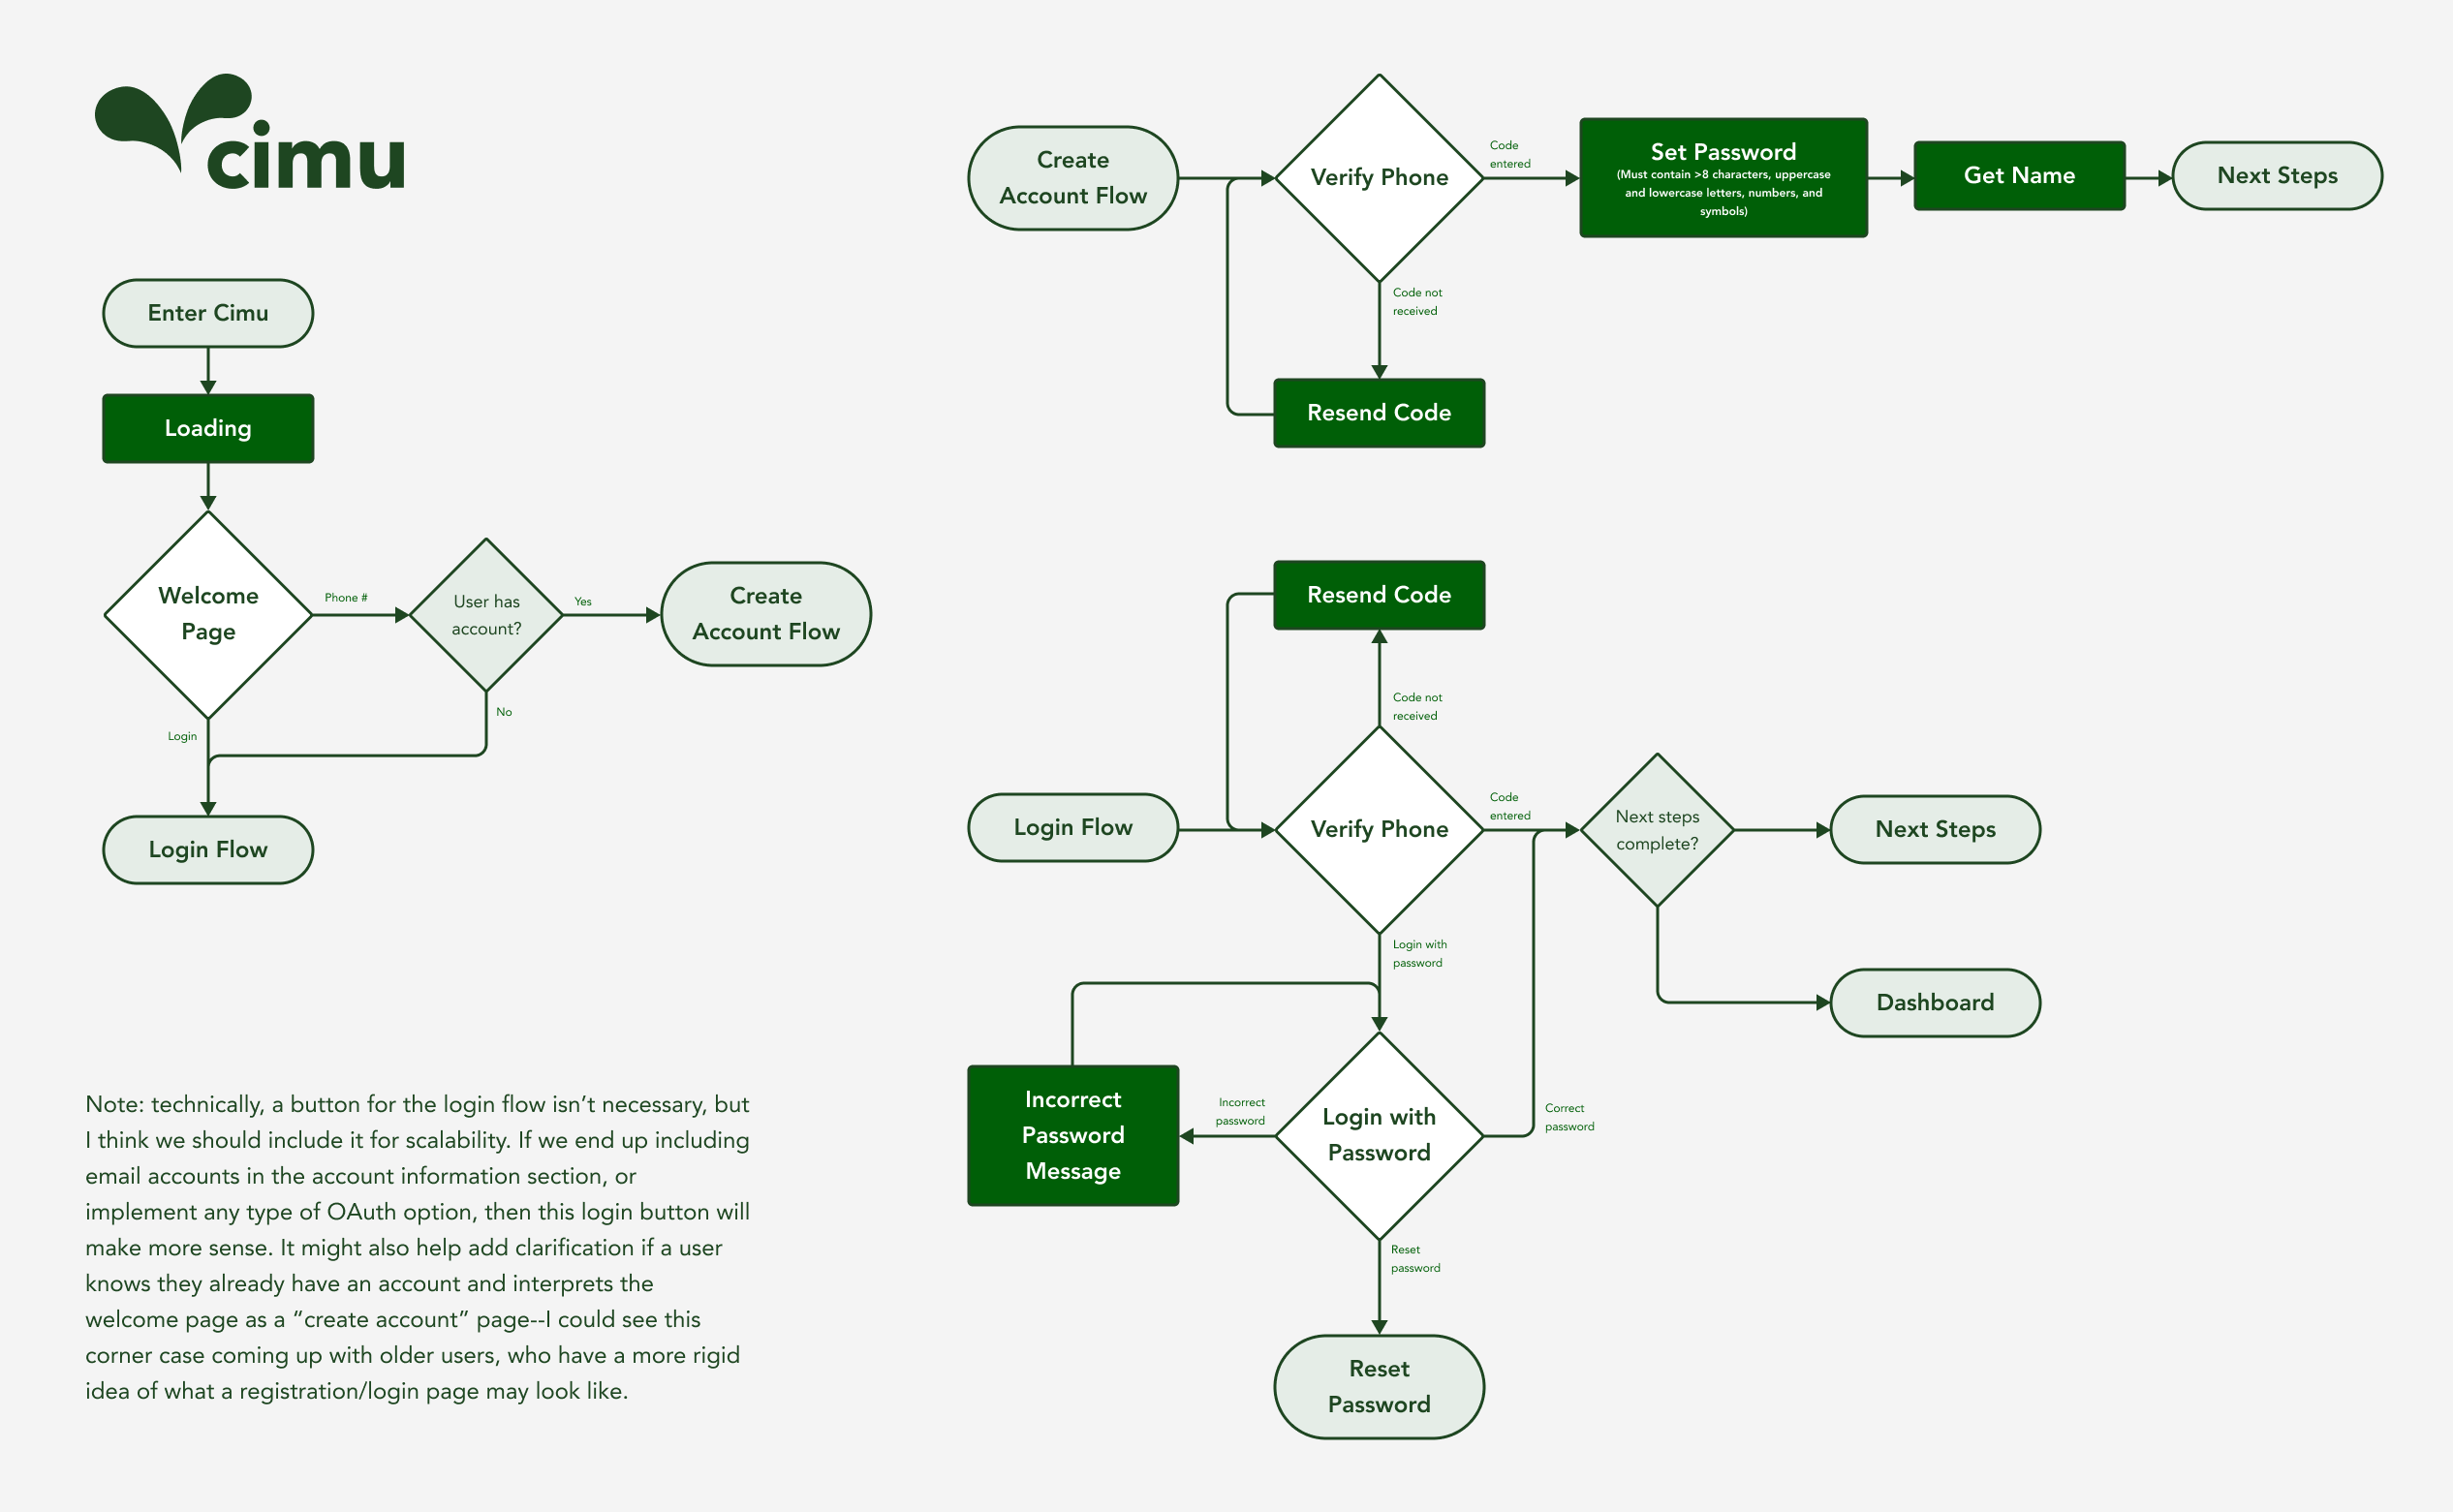 cimu
Enter Cimu
Loading
Welcome
Page
Phone #
User has
account?
Yes
Create
Account Flow
No
Login
Login Flow
Note: technically, a button for the login flow isn’t necessary, but
I think we should include it for scalability. If we end up including
email accounts in the account information section, or
implement any type of OAuth option, then this login button will
make more sense. It might also help add clarification if a user
knows they already have an account and interprets the
welcome page as a “create account” page--I could see this
corner case coming up with older users, who have a more rigid
idea of what a registration/login page may look like.
Create
Account Flow
Verify Phone
Code
entered
Set Password
(Must contain >8 characters, uppercase
and lowercase letters, numbers, and
symbols)
Get Name
Next Steps
Code not
received
Resend Code
Resend Code
Code not
received
Login Flow
Verify Phone
Code
entered
Next steps
complete?
Next Steps
Login with
password
Dashboard
Incorrect
Password
Message
Incorrect
password
Login with
Password
Correct
password
Reset
password
Reset
Password